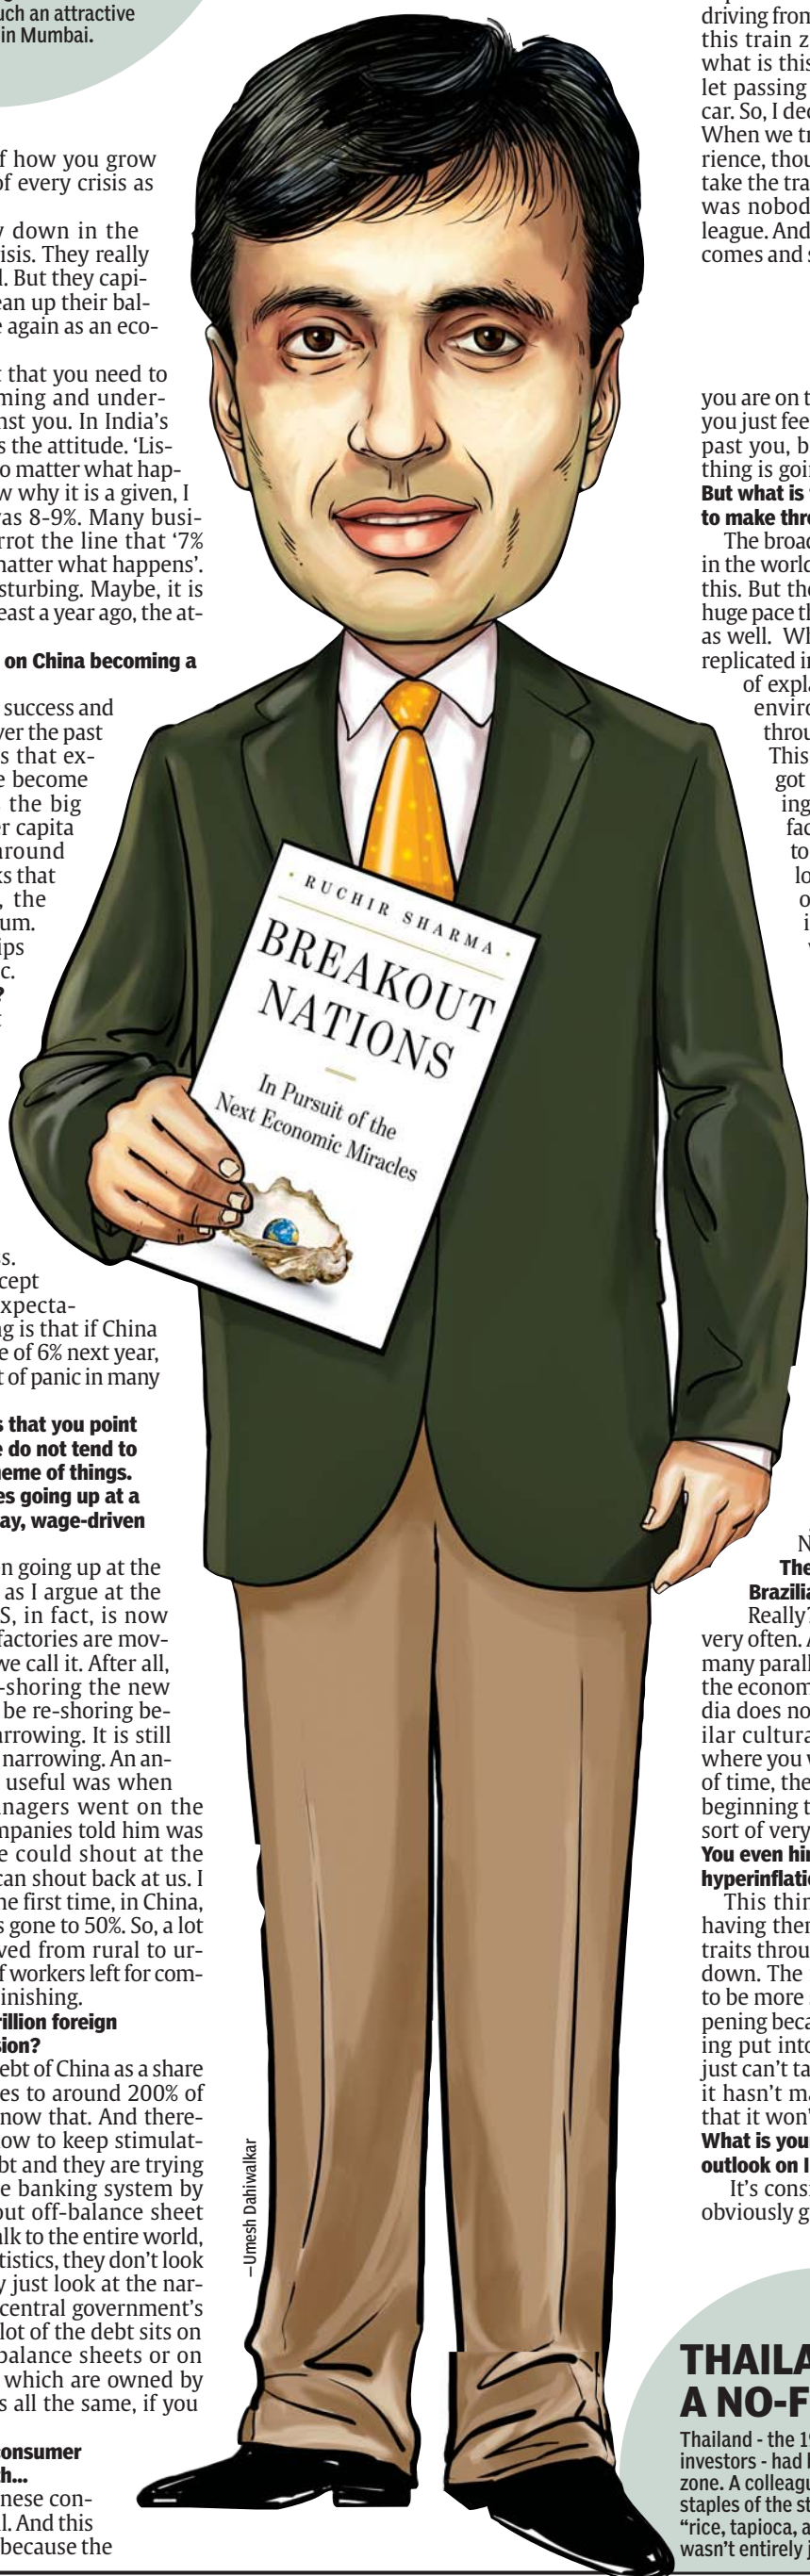 uch an attractive
in Mumbai.
f how you grow
of every crisis as
y down in the
isis. They really
l. But they capi-
ean up their bal-
e again as an eco-
t that you need to
ming and under-
nst you. In India's
s the attitude. ‘Lis-
o matter what hap-
w why it is a given, I
was 8-9%. Many busi-
rrot the line that ‘7%
matter what happens’.
sturbing. Maybe, it is
east a year ago, the at-
on China becoming a
success and
ver the past
s that ex-
e become
the big
er capita
around
ks that
, the
um.
ips
c.
?
s.
cept
xpecta-
ng is that if China
e of 6% next year,
t of panic in many
s that you point
e do not tend to
heme of things.
es going up at a
ay, wage-driven
n going up at the
as I argue at the
S, in fact, is now
factories are mov-
we call it. After all,
-shoring the new
be re-shoring be-
arrowing. It is still
narrowing. An an-
useful was when
nagers went on the
mpanies told him was
e could shout at the
can shout back at us. I
he first time, in China,
s gone to 50%. So, a lot
ved from rural to ur-
f workers left for com-
inishing.
rillion foreign
sion?
ebt of China as a share
es to around 200% of
now that. And there-
ow to keep stimulat-
bt and they are trying
e banking system by
out off-balance sheet
alk to the entire world,
tistics, they don't look
y just look at the nar-
central government's
lot of the debt sits on
balance sheets or on
which are owned by
s all the same, if you
onsumer
h...
nese con-
l. And this
because the
RUCHIR SHARMA
BREAKOUT
NATIONS
In Pursuit of the
Next Economic Miracles
—Umesh Dahiwalkar
driving from
this train z
what is this
let passing
car. So, I dec
When we tr
rience, thou
take the tra
was nobod
league. And
comes and s
you are on t
you just fee
past you, b
thing is goi
But what is
to make thr
The broad
in the world
this. But the
huge pace th
as well. Wh
replicated in
of expla
enviro
throu
This
got
ing
fac
to
lo
o
i
N
The
Brazilia
Really?
very often. A
many parall
the econom
dia does no
ilar cultura
where you w
of time, the
beginning t
sort of very
You even hin
hyperinflatio
This thin
having ther
traits throu
down. The
to be more
pening beca
ing put into
just can't ta
it hasn't ma
that it won'
What is your
outlook on I
It's consi
obviously g
THAILA
A NO-F
Thailand - the 19
investors - had b
zone. A colleagu
staples of the st
“rice, tapioca, a
wasn't entirely j